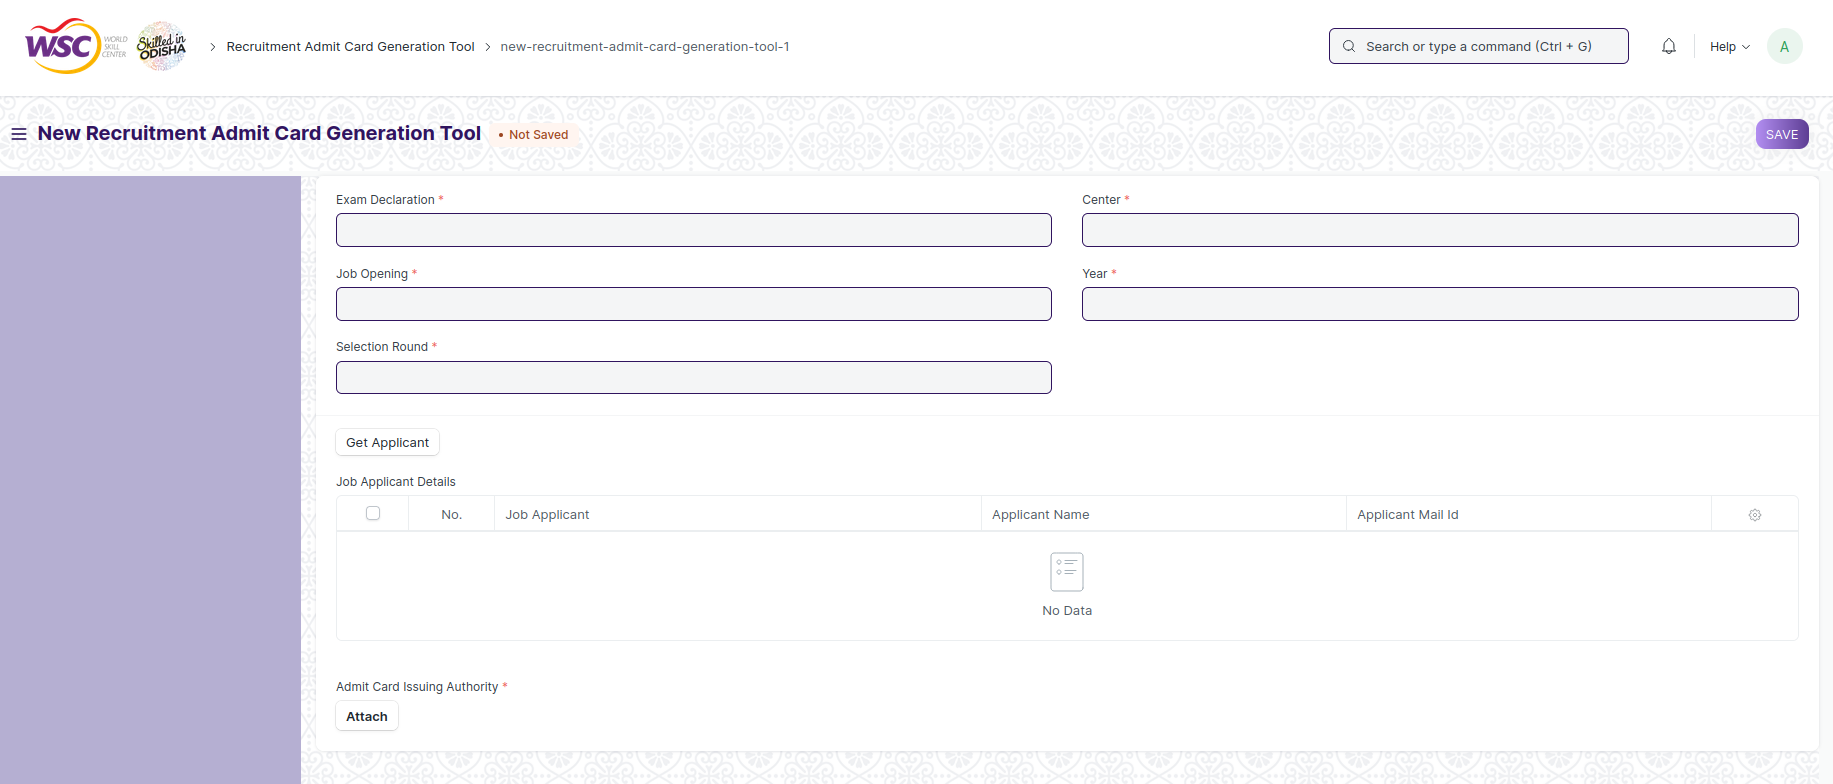 WSC WORLD SKILL CENTER
Skilled in ODISHA
Recruitment Admit Card Generation Tool
new-recruitment-admit-card-generation-tool-1
Search or type a command (Ctrl + G)
Help
A
New Recruitment Admit Card Generation Tool
• Not Saved
SAVE
Exam Declaration *
Center *
Job Opening *
Year *
Selection Round *
Get Applicant
Job Applicant Details
No.
Job Applicant
Applicant Name
Applicant Mail Id
No Data
Admit Card Issuing Authority *
Attach